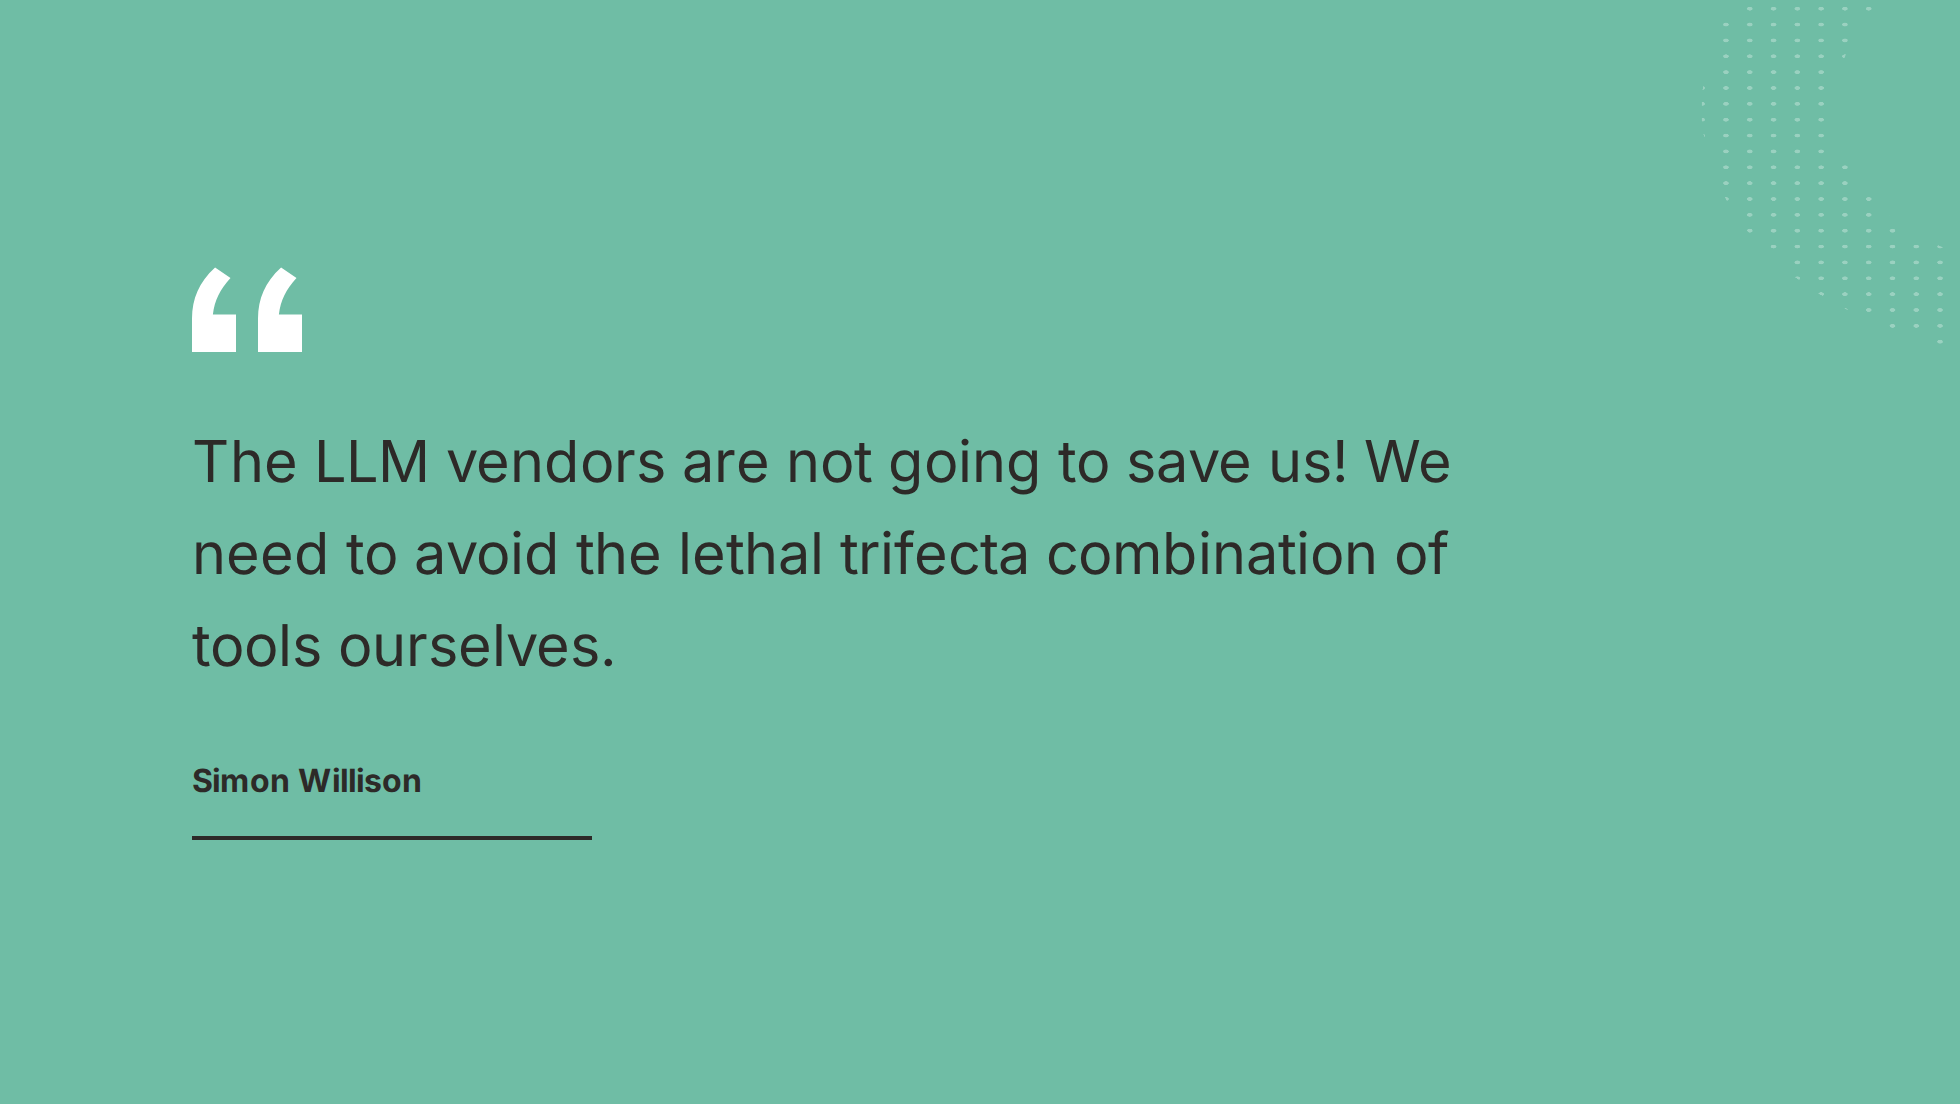 “
The LLM vendors are not going to save us! We
need to avoid the lethal trifecta combination of
tools ourselves.
Simon Willison